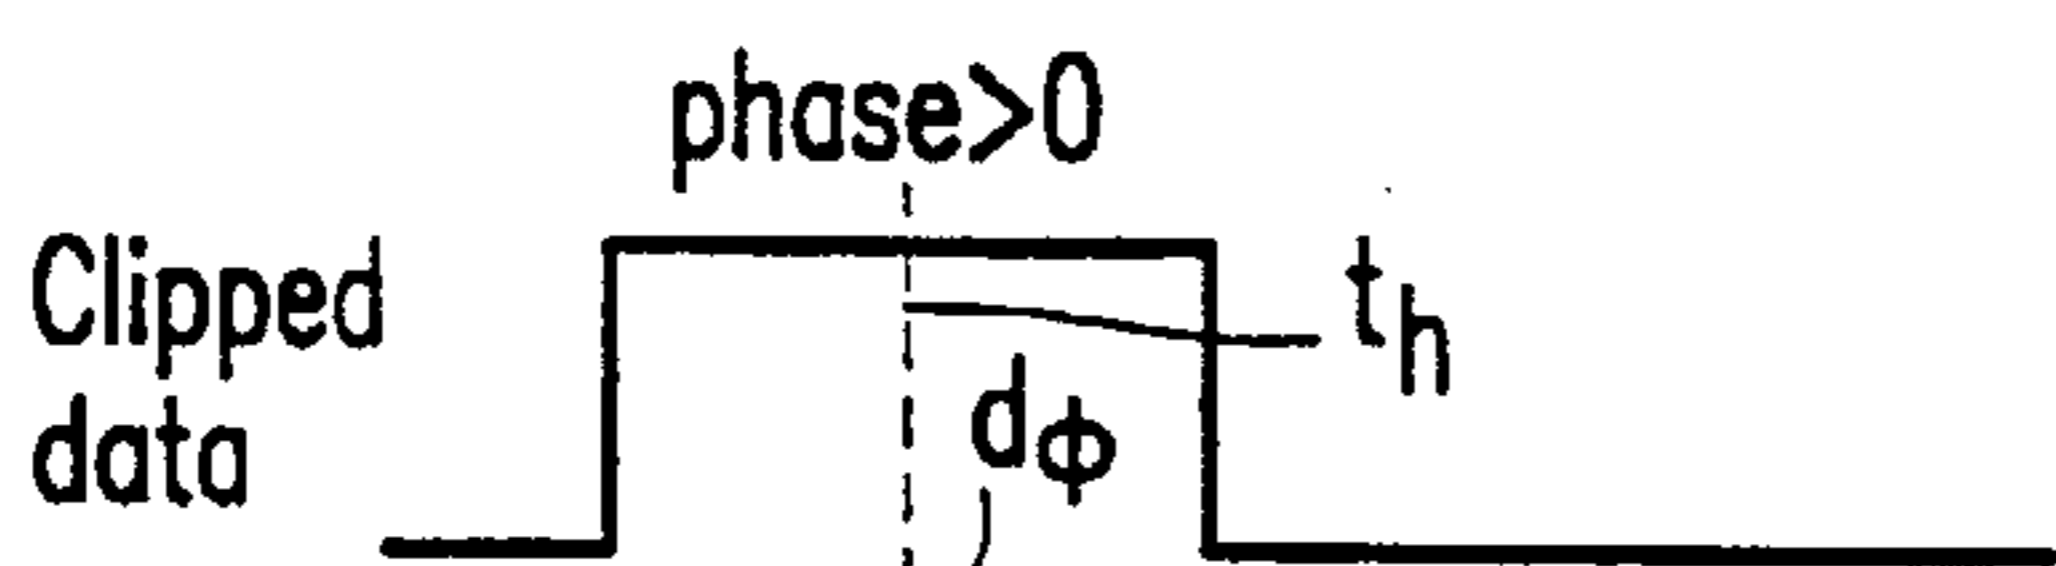 phase>0
Clipped
data
t_h
d_ϕ